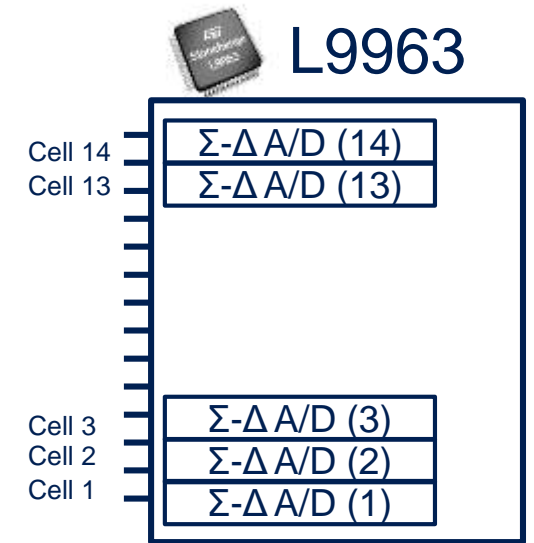 L9963
Cell 14
Σ-Δ A/D (14)
Cell 13
Σ-Δ A/D (13)
Cell 3
Σ-Δ A/D (3)
Cell 2
Σ-Δ A/D (2)
Cell 1
Σ-Δ A/D (1)